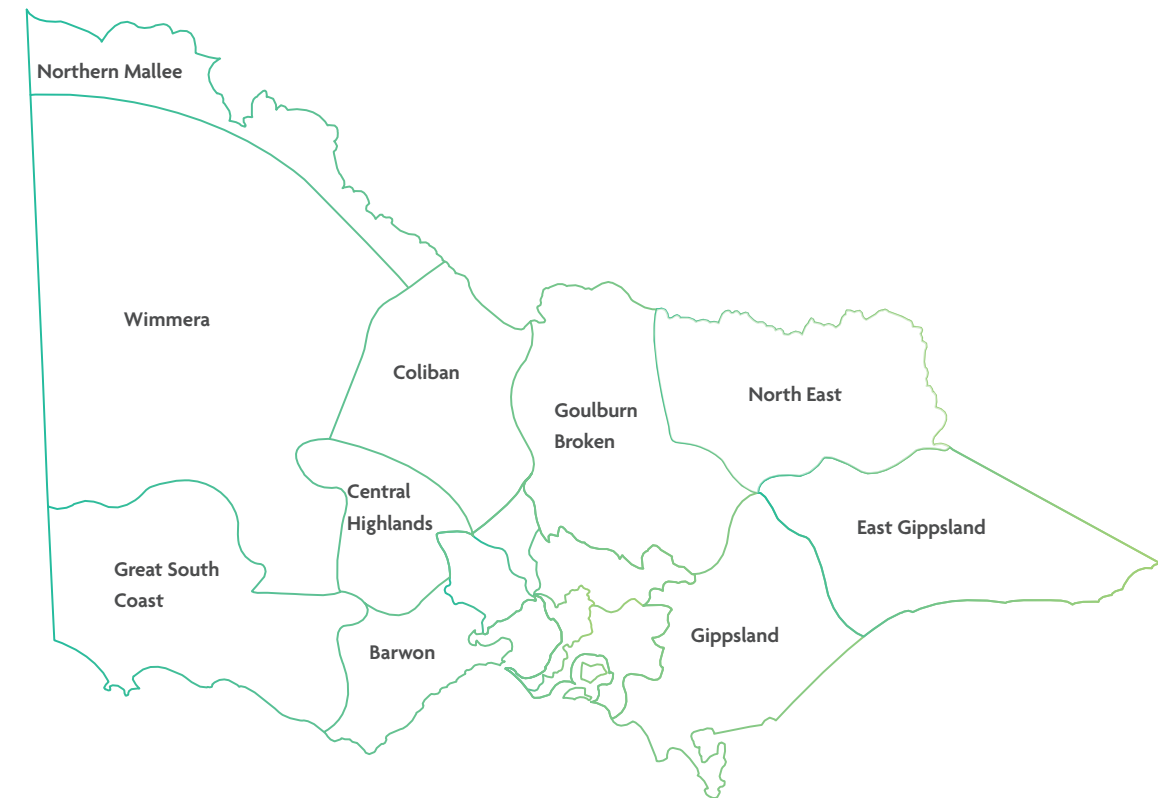 Northern Mallee
Wimmera
Coliban
North East
Goulburn
Broken
Central
Highlands
East Gippsland
Great South
Coast
Gippsland
Barwon